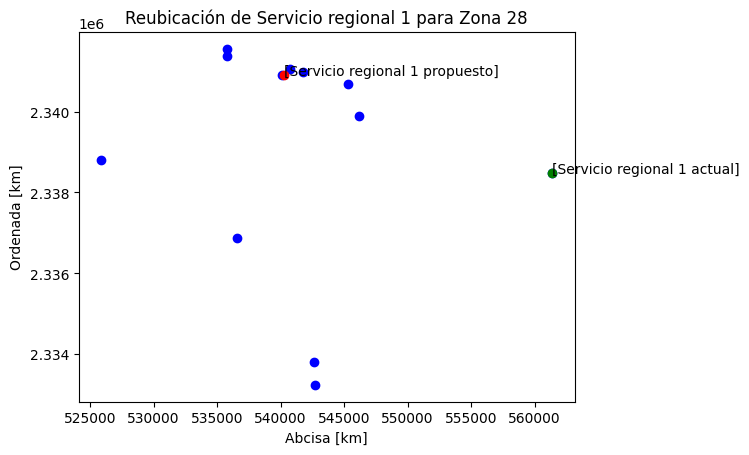 Reubicación de Servicio regional 1 para Zona 28
1e6
[Servicio regional 1 propuesto]
2.340
[Servicio regional 1 actual]
2.338
2.336
2.334
Ordenada [km]
525000 530000 535000 540000 545000 550000 555000 560000
Abcisa [km]